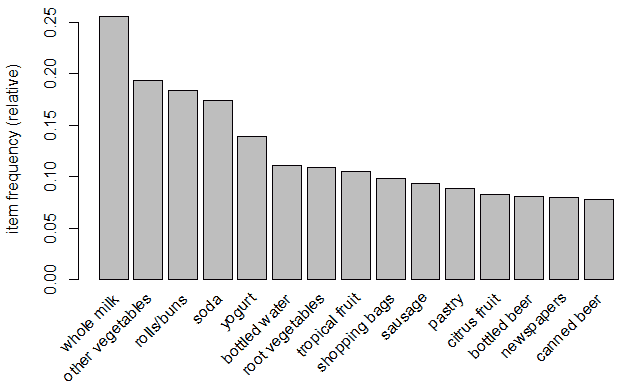 item frequency (relative)
0.25
0.20
0.15
0.10
0.05
0.00
whole milk
other vegetables
rolls/buns
soda
yogurt
bottled water
root vegetables
tropical fruit
shopping bags
sausage
pastry
citrus fruit
bottled beer
newspapers
canned beer